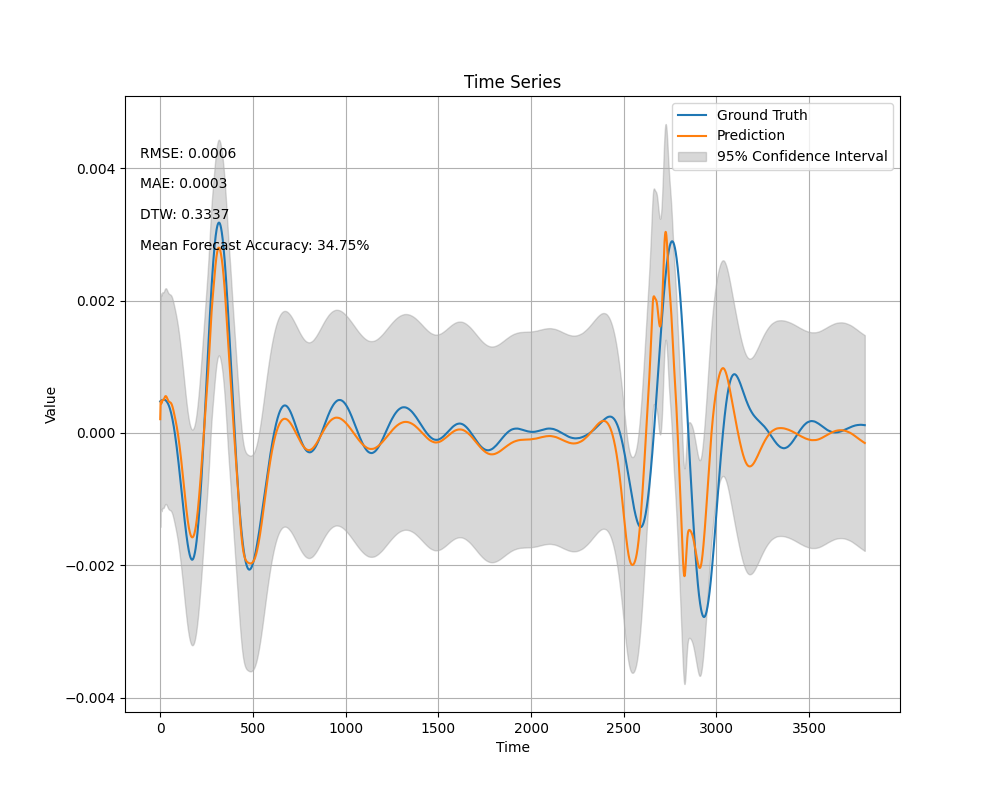 Time Series
Ground Truth
Prediction
95% Confidence Interval
RMSE: 0.0006
MAE: 0.0003
DTW: 0.3337
Mean Forecast Accuracy: 34.75%
Value
0.004
0.002
0.000
−0.002
−0.004
0 500 1000 1500 2000 2500 3000 3500
Time